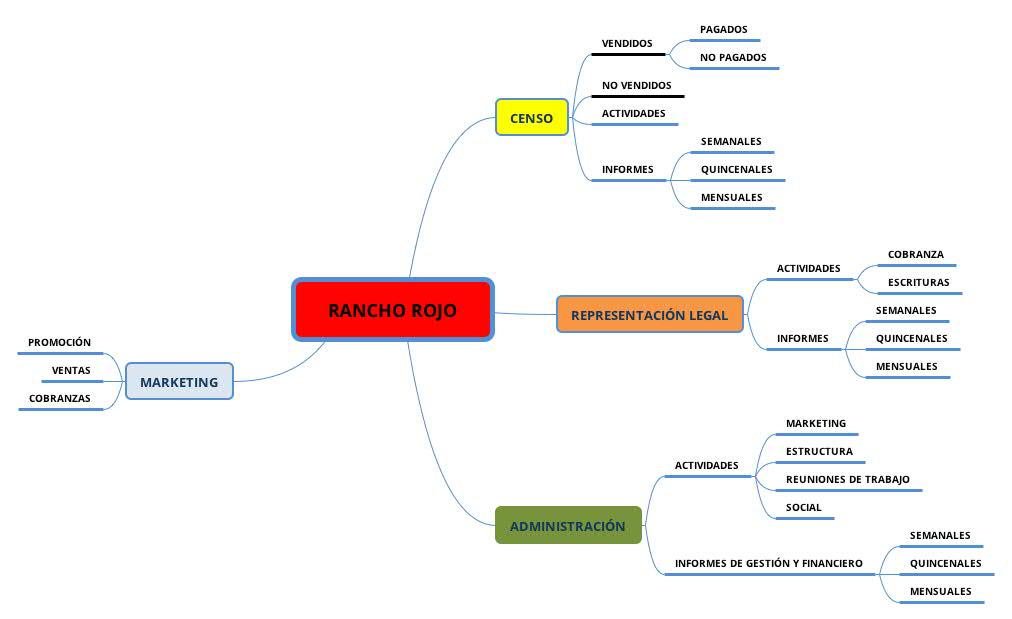 RANCHO ROJO
CENSO
VENDIDOS
PAGADOS
NO PAGADOS
NO VENDIDOS
ACTIVIDADES
INFORMES
SEMANALES
QUINCENALES
MENSUALES
REPRESENTACIÓN LEGAL
ACTIVIDADES
COBRANZA
ESCRITURAS
INFORMES
SEMANALES
QUINCENALES
MENSUALES
ADMINISTRACIÓN
ACTIVIDADES
MARKETING
ESTRUCTURA
REUNIONES DE TRABAJO
SOCIAL
INFORMES DE GESTIÓN Y FINANCIERO
SEMANALES
QUINCENALES
MENSUALES
MARKETING
PROMOCIÓN
VENTAS
COBRANZAS